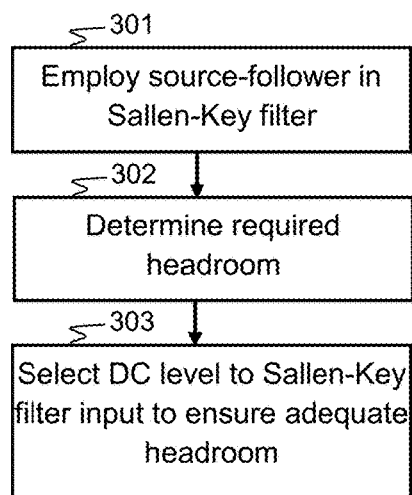 301
Employ source-follower in
Sallen-Key filter
302
Determine required
headroom
303
Select DC level to Sallen-Key
filter input to ensure adequate
headroom